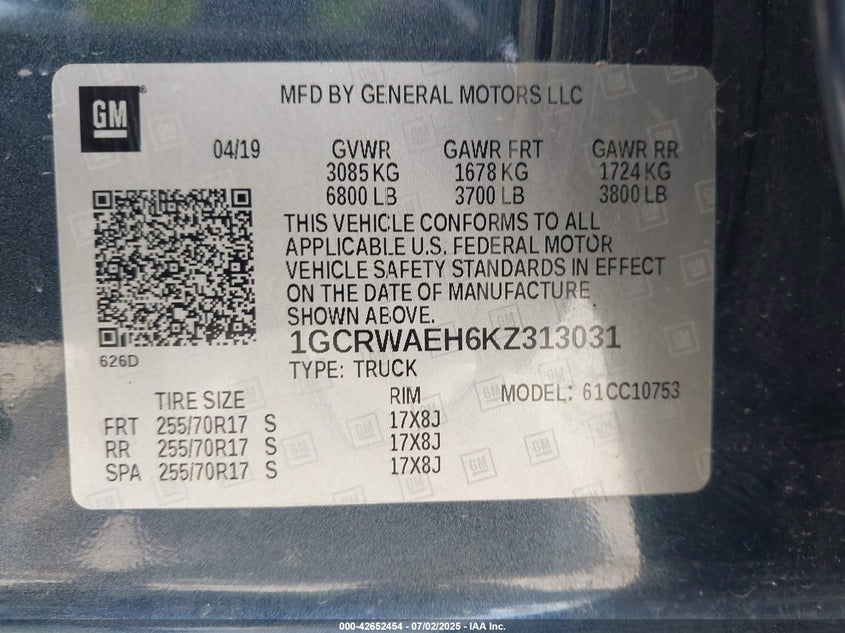 GM
MFD BY GENERAL MOTORS LLC
04/19 GVWR GAWR FRT GAWR RR
3085 KG 1678 KG 1724 KG
6800 LB 3700 LB 3800 LB
THIS VEHICLE CONFORMS TO ALL
APPLICABLE U.S. FEDERAL MOTOR
VEHICLE SAFETY STANDARDS IN EFFECT
ON THE DATE OF MANUFACTURE
SHOWN ABOVE.
1GCRWAEH6KZ313031
626D
TYPE: TRUCK
MODEL: 61CC10753
TIRE SIZE RIM
FRT 255/70R17 S 17X8J
RR 255/70R17 S 17X8J
SPA 255/70R17 S 17X8J
000-42652454 - 07/02/2025 - IAA Inc.